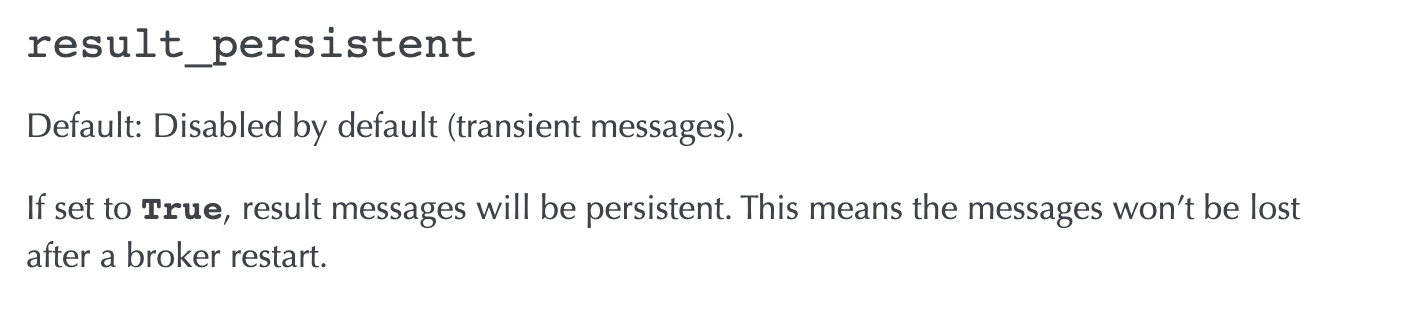 result_persistent
Default: Disabled by default (transient messages).
If set to True, result messages will be persistent. This means the messages won’t be lost
after a broker restart.